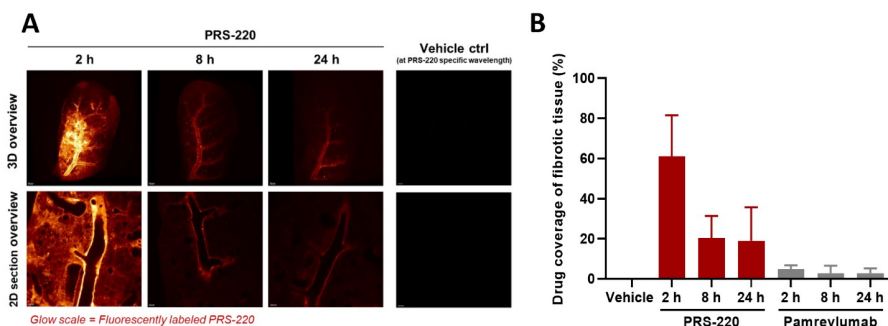 A
PRS-220
2 h
8 h
24 h
Vehicle ctrl
(at PRS-220 specific wavelength)
3D overview
2D section overview
Glow scale = Fluorescently labeled PRS-220
B
Drug coverage of fibrotic tissue (%)
100
80
60
40
20
0
Vehicle
2 h
8 h
24 h
2 h
8 h
24 h
PRS-220
Pamrevlumab